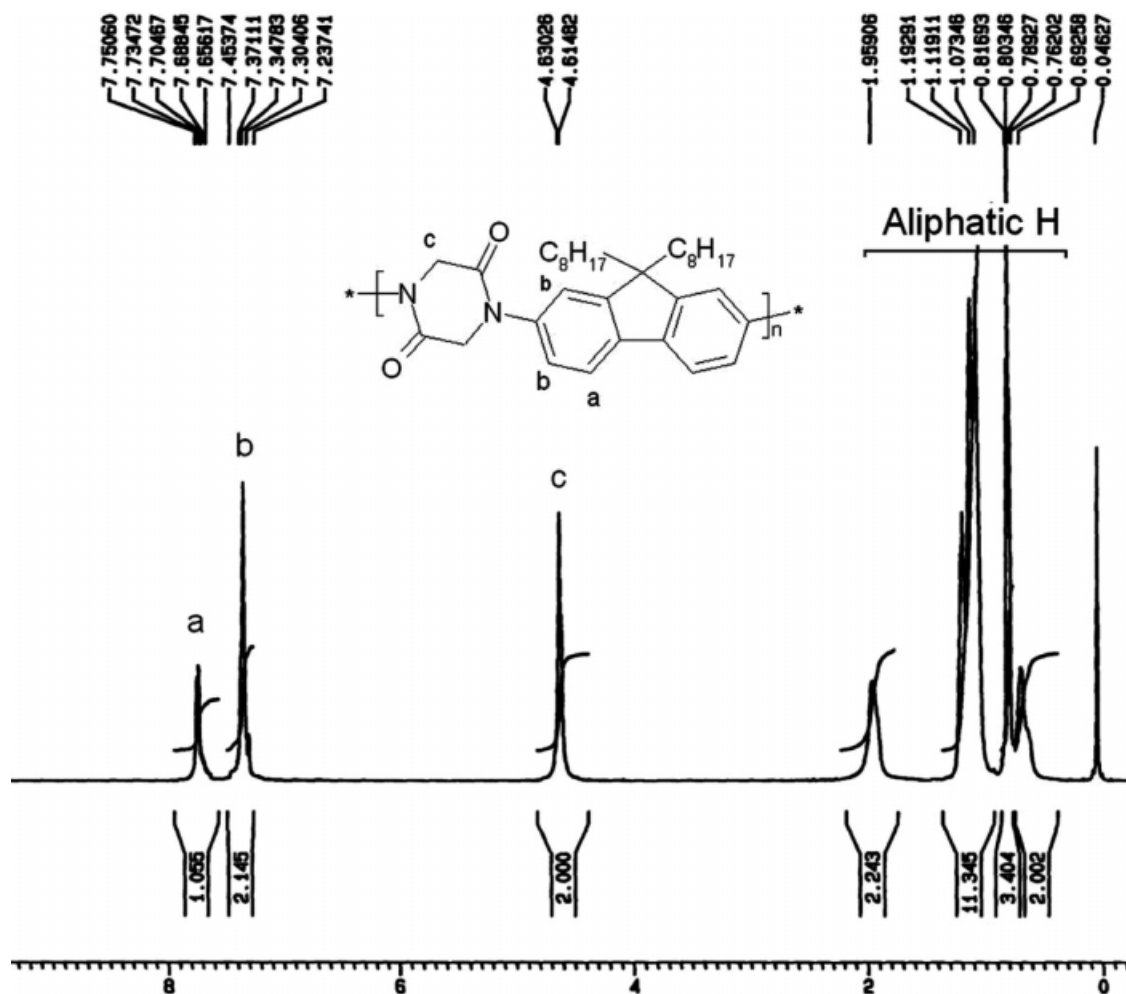 7.75060
7.73472
7.70467
7.68845
7.65617
7.45374
7.37111
7.34783
7.30406
7.23741
4.63026
4.61482
1.95906
1.19291
1.11911
1.07346
0.81693
0.80346
0.78927
0.76202
0.69258
0.04627
Aliphatic H
c
O
C8H17
C8H17
b
* N
N
n *
O
b
a
b
c
a
1.055
2.145
2.000
2.243
11.345
3.404
2.002
8 6 4 2 0